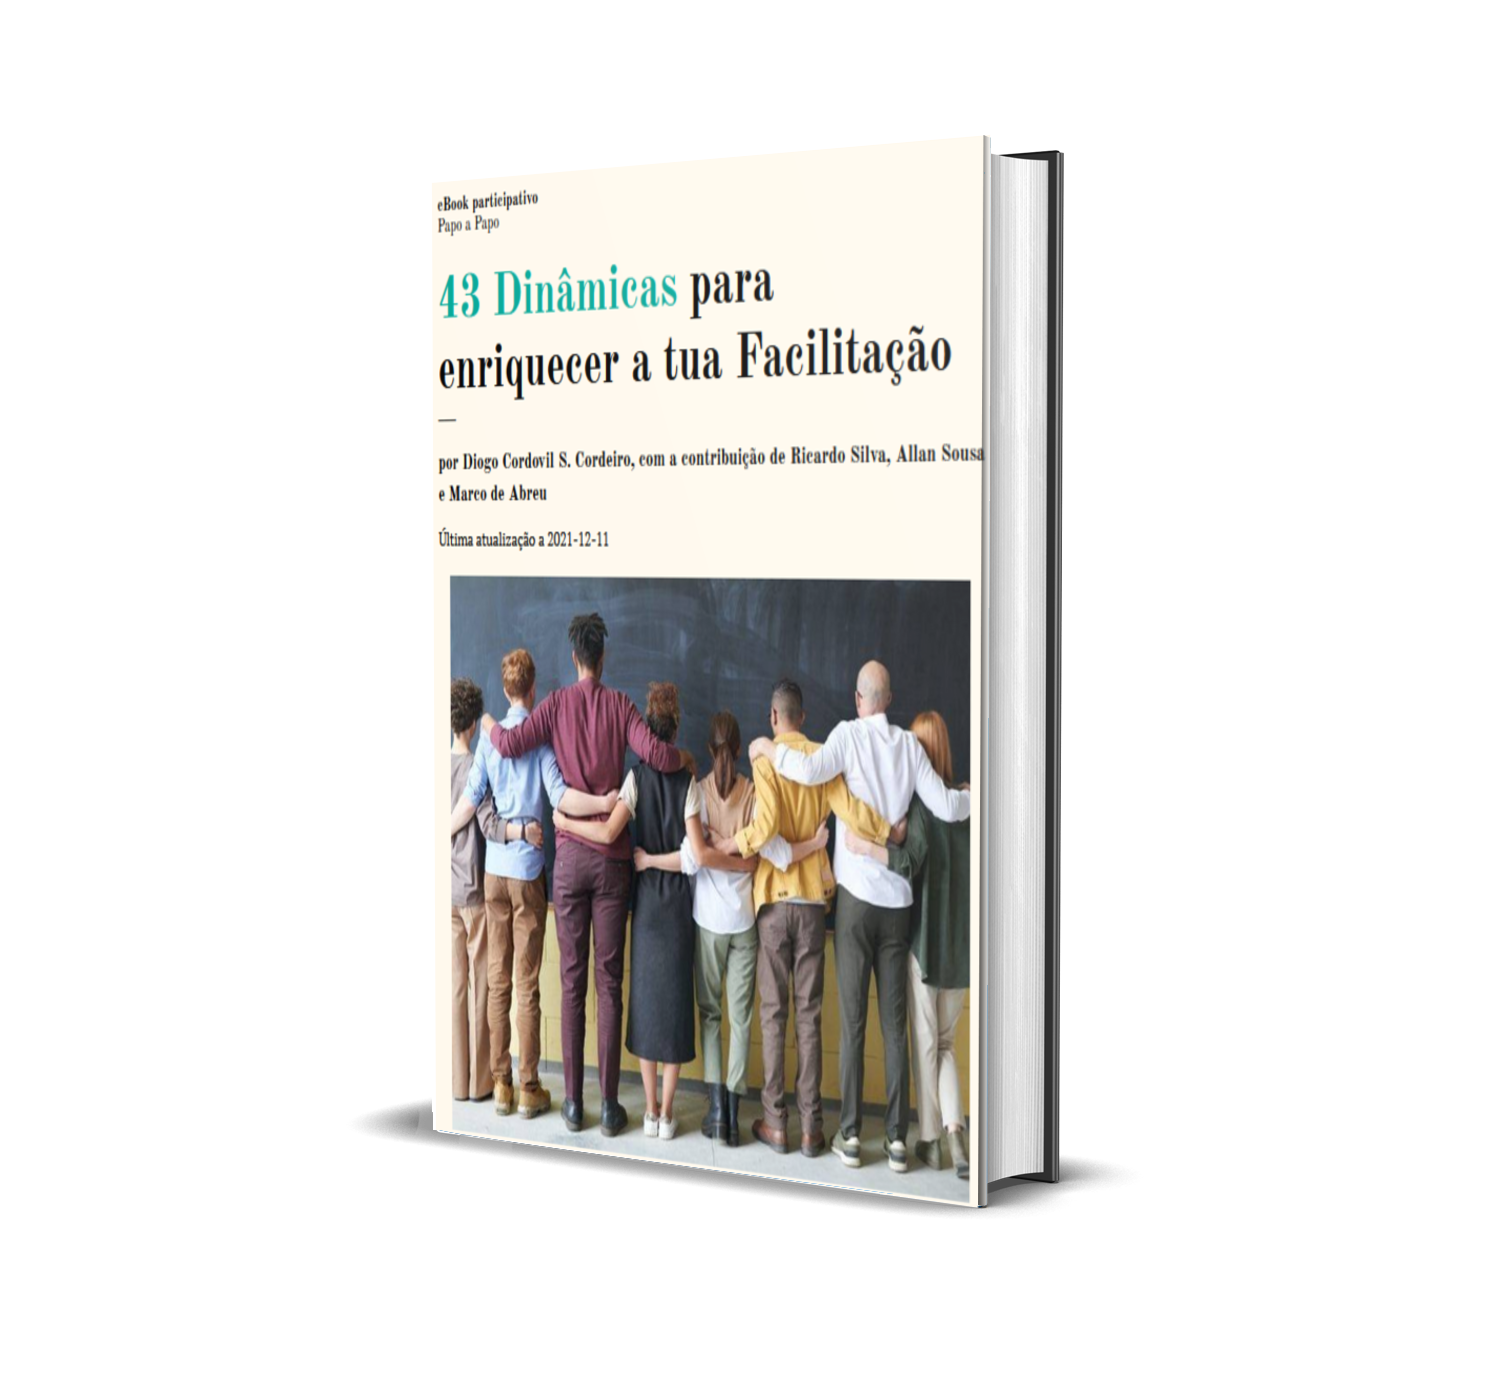 eBook participativo
Papo a Papo
43 Dinâmicas para
enriquecer a tua Facilitação
—
por Diogo Cordovil S. Cordeiro, com a contribuição de Ricardo Silva, Allan Sousa
e Marco de Abreu
Última atualização a 2021-12-11